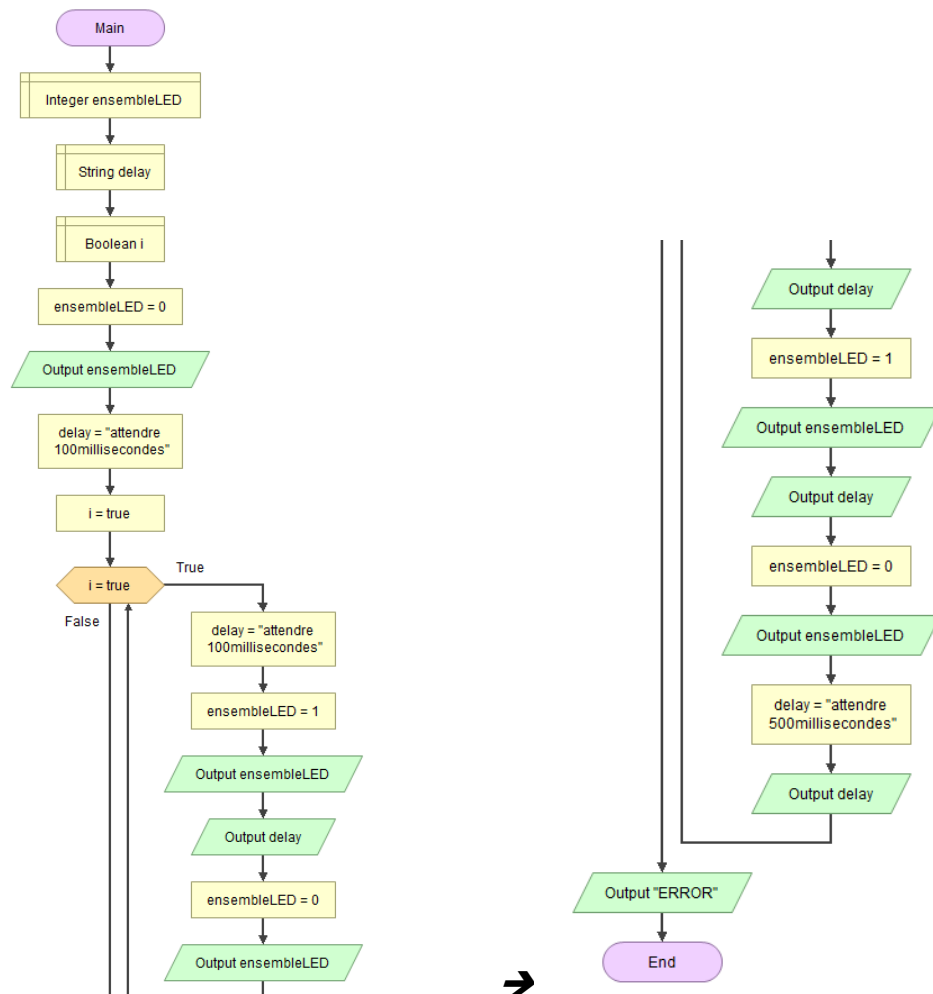 Main
Integer ensembleLED
String delay
Boolean i
ensembleLED = 0
Output ensembleLED
delay = "attendre
100millisecondes"
i = true
i = true
True
False
delay = "attendre
100millisecondes"
ensembleLED = 1
Output ensembleLED
Output delay
ensembleLED = 0
Output ensembleLED
➔
Output delay
ensembleLED = 1
Output ensembleLED
Output delay
ensembleLED = 0
Output ensembleLED
delay = "attendre
500millisecondes"
Output delay
Output "ERROR"
End